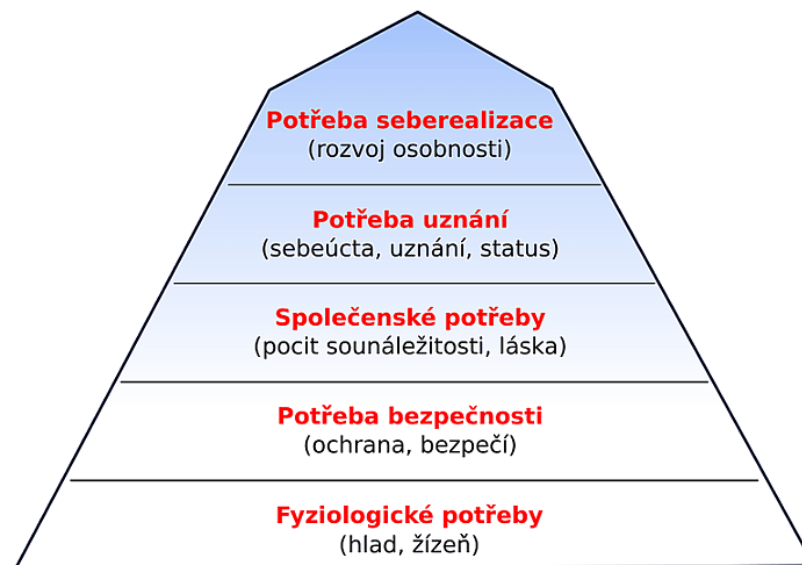 Potřeba seberealizace
(rozvoj osobnosti)
Potřeba uznání
(sebeúcta, uznání, status)
Společenské potřeby
(pocit sounáležitosti, láska)
Potřeba bezpečnosti
(ochrana, bezpečí)
Fyziologické potřeby
(hlad, žízeň)